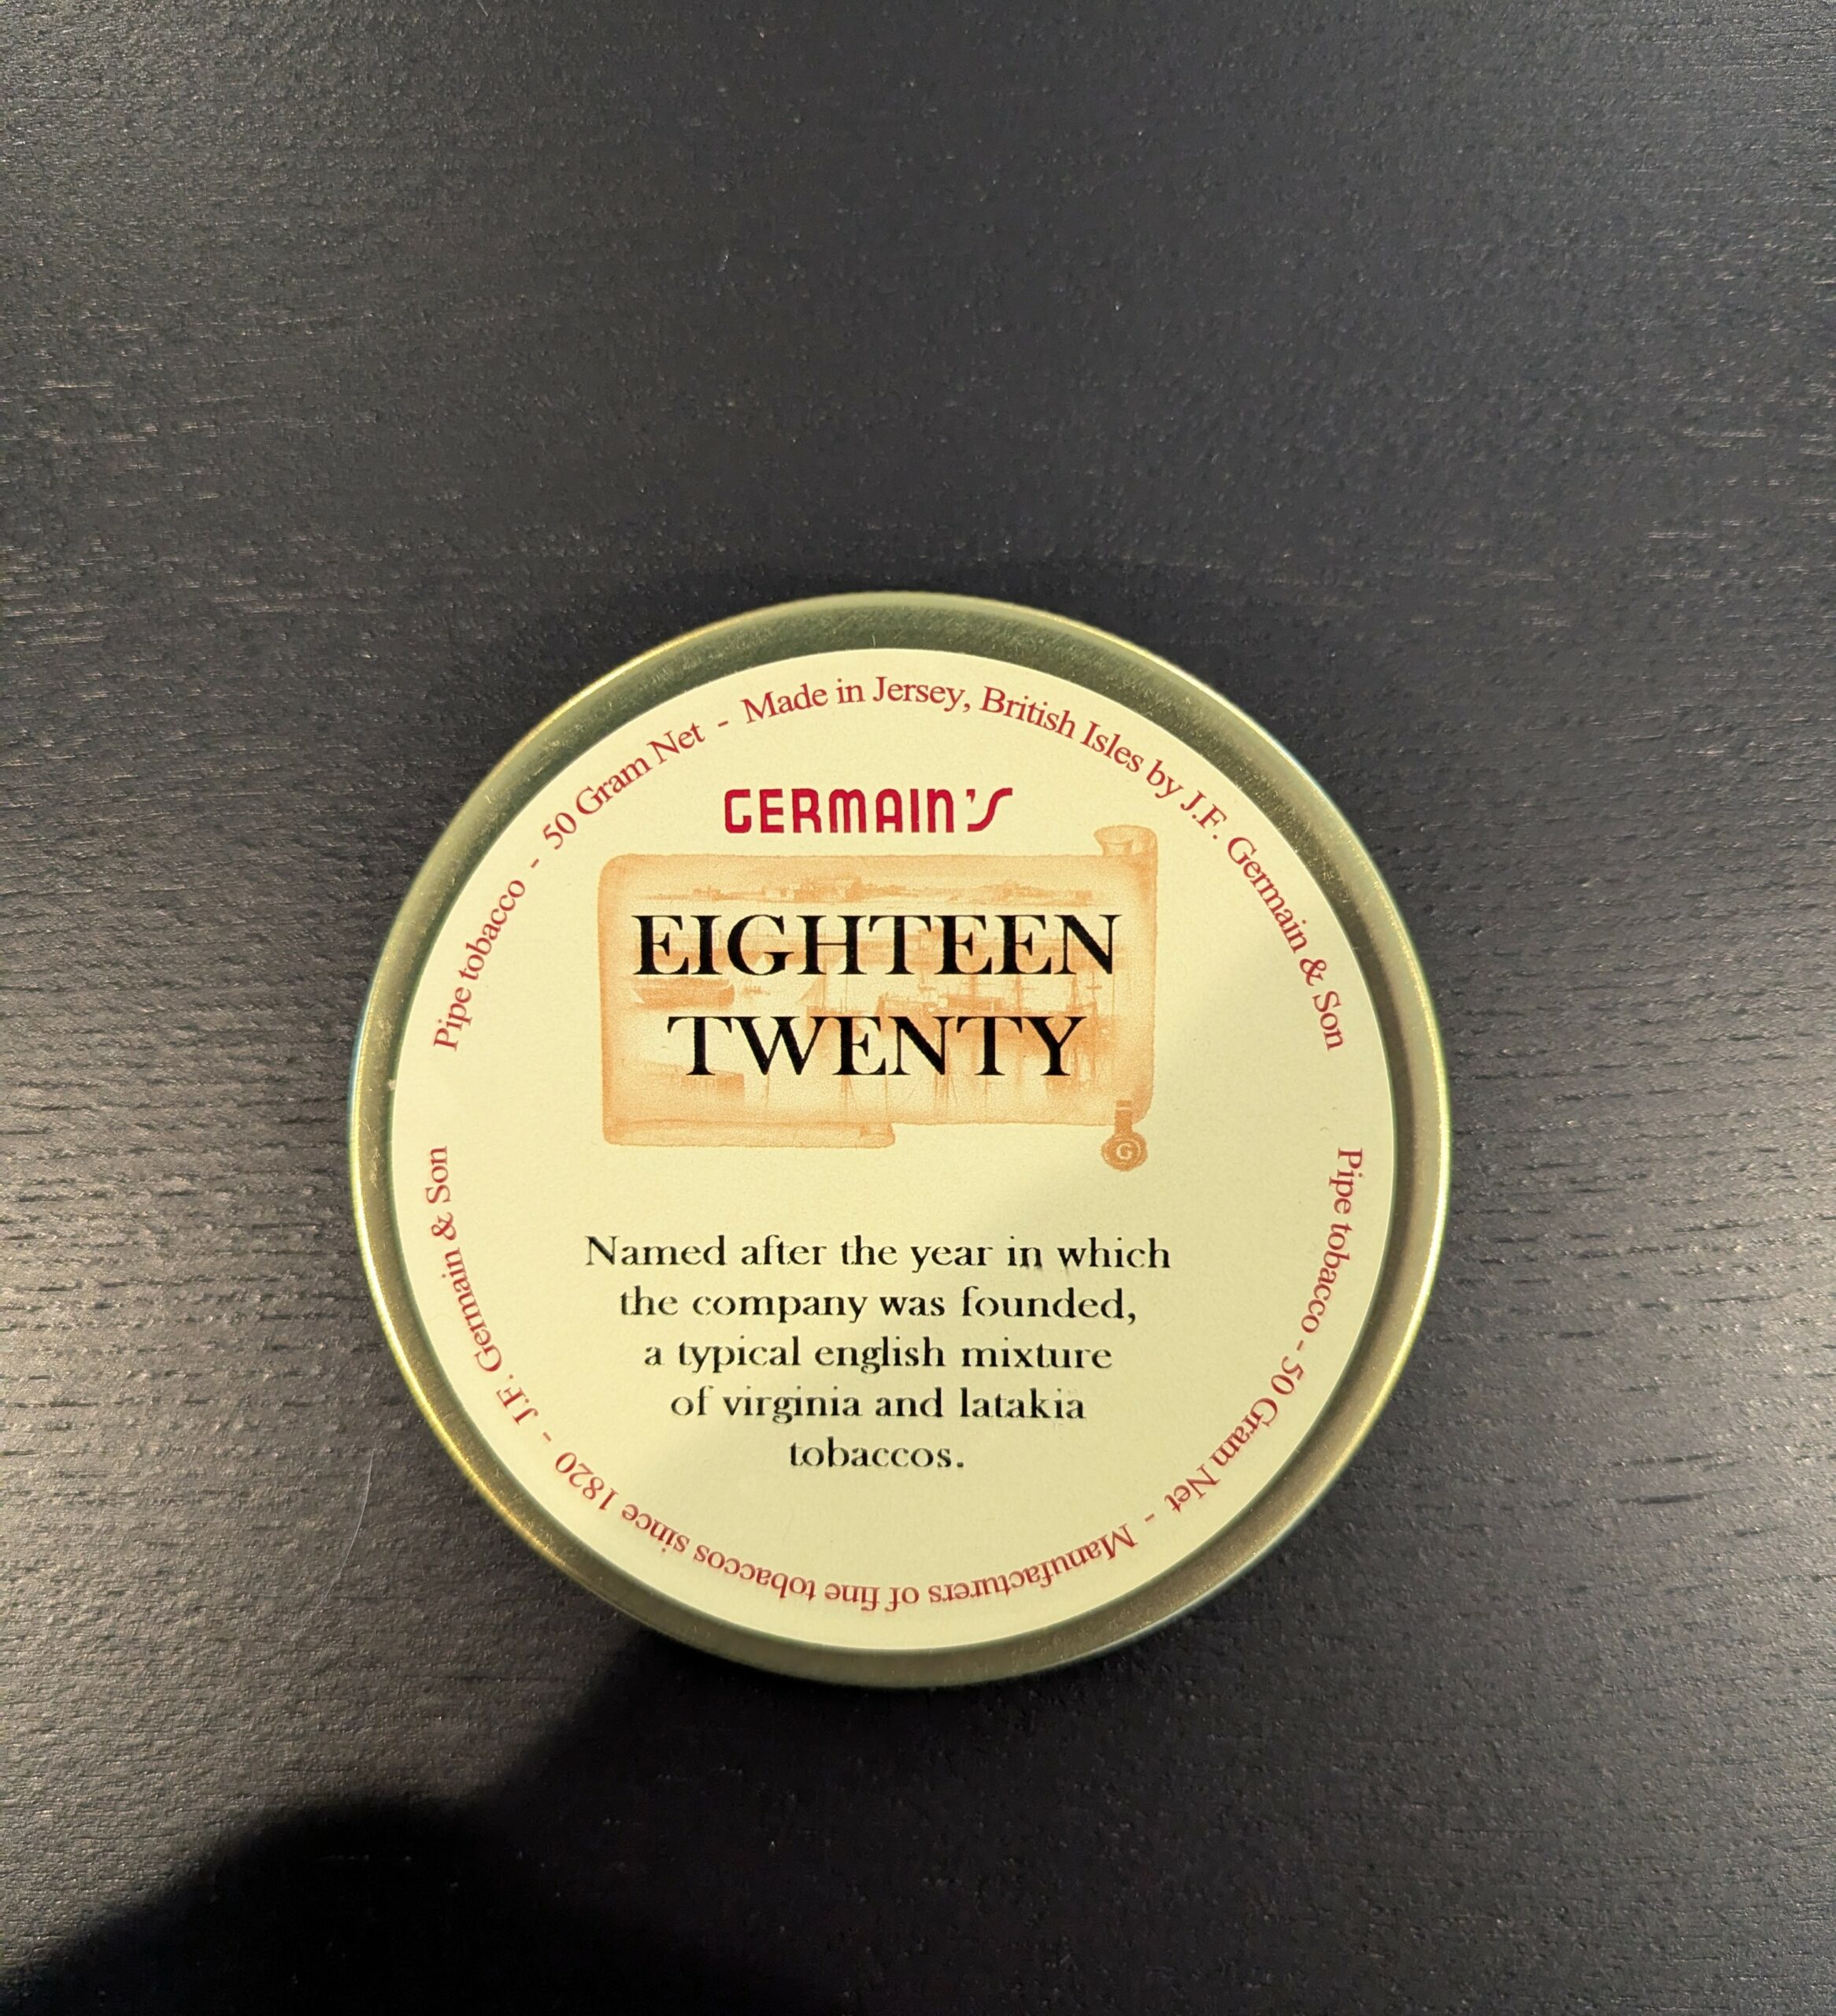 Pipe tobacco - 50 Gram Net - Made in Jersey, British Isles by J.F. Germain & Son
GERMAIN'S
EIGHTEEN
TWENTY
G
Named after the year in which
the company was founded,
a typical english mixture
of virginia and latakia
tobaccos.
Pipe tobacco - 50 Gram Net - Manufacturers of fine tobaccos since 1820 - J.F. Germain & Son